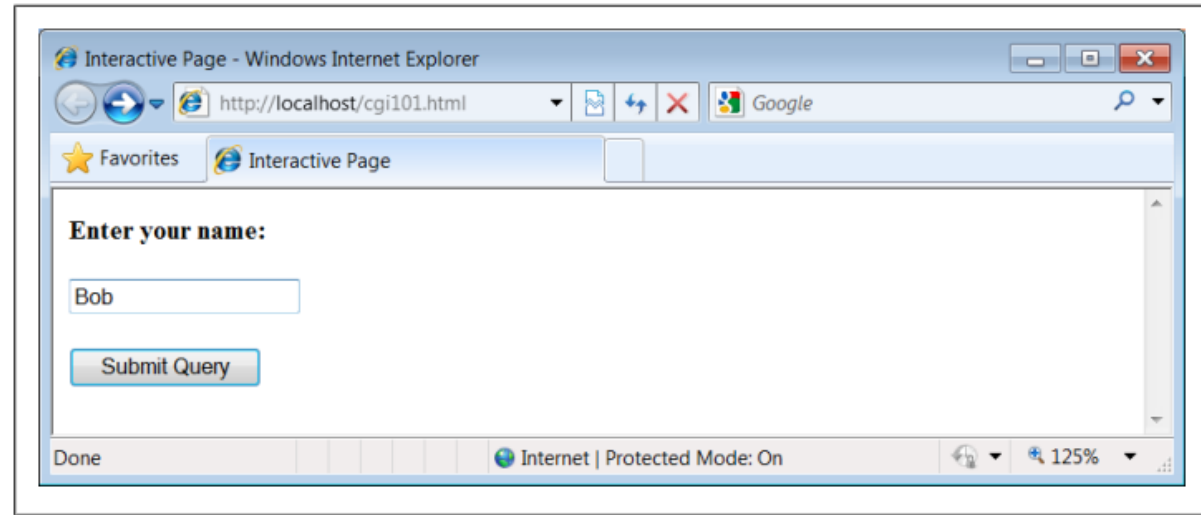 Interactive Page - Windows Internet Explorer
http://localhost/cgi101.html Google
Favorites Interactive Page
Enter your name:
Bob
Submit Query
Done Internet | Protected Mode: On 125%